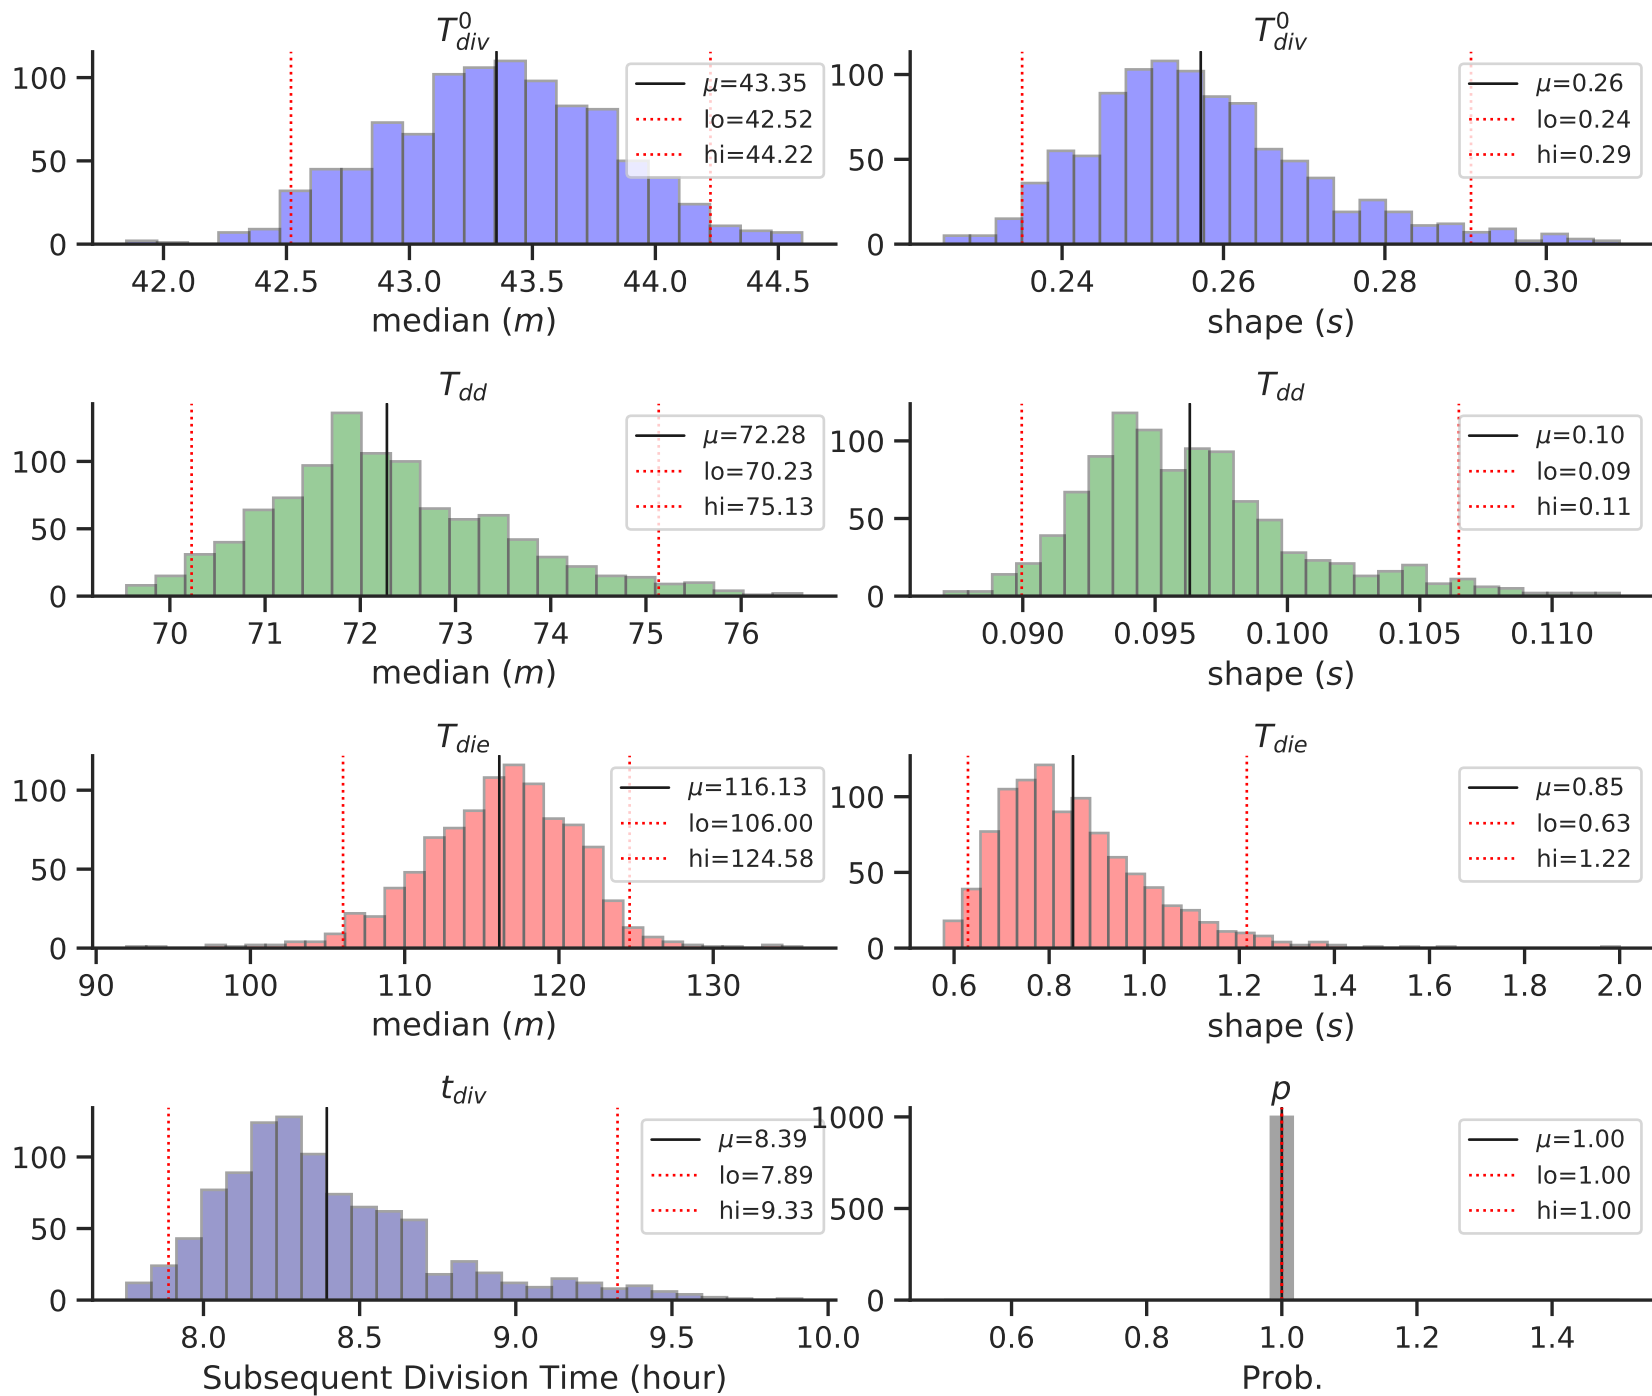 T⁰div
100
50
0
μ=43.35
lo=42.52
hi=44.22
42.0 42.5 43.0 43.5 44.0 44.5
median (m)
T⁰div
100
50
0
μ=0.26
lo=0.24
hi=0.29
0.24 0.26 0.28 0.30
shape (s)
Tdd
100
50
0
μ=72.28
lo=70.23
hi=75.13
70 71 72 73 74 75 76
median (m)
Tdd
100
50
0
μ=0.10
lo=0.09
hi=0.11
0.090 0.095 0.100 0.105 0.110
shape (s)
Tdie
100
50
0
μ=116.13
lo=106.00
hi=124.58
90 100 110 120 130
median (m)
Tdie
100
50
0
μ=0.85
lo=0.63
hi=1.22
0.6 0.8 1.0 1.2 1.4 1.6 1.8 2.0
shape (s)
tdiv
100
50
0
μ=8.39
lo=7.89
hi=9.33
8.0 8.5 9.0 9.5 10.0
Subsequent Division Time (hour)
p
1000
500
0
μ=1.00
lo=1.00
hi=1.00
0.6 0.8 1.0 1.2 1.4
Prob.